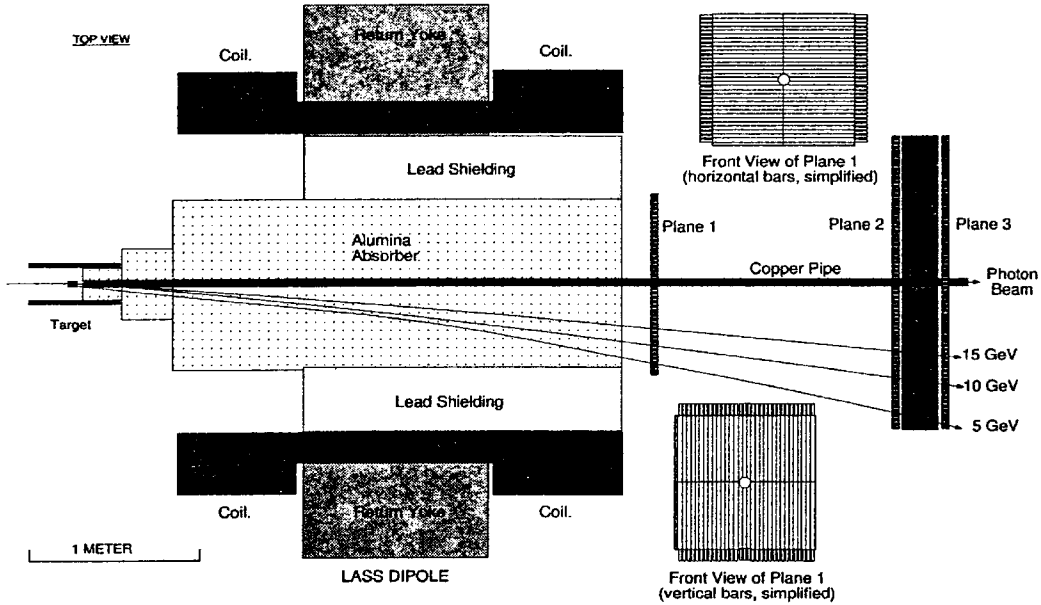 TOP VIEW
Return Yoke
Coil.
Coil.
Lead Shielding
Front View of Plane 1
(horizontal bars, simplified)
Alumina
Absorber
Plane 1
Plane 2
Plane 3
Copper Pipe
Photon
Beam
Target
15 GeV
10 GeV
5 GeV
Lead Shielding
Coil.
Return Yoke
Coil.
1 METER
LASS DIPOLE
Front View of Plane 1
(vertical bars, simplified)